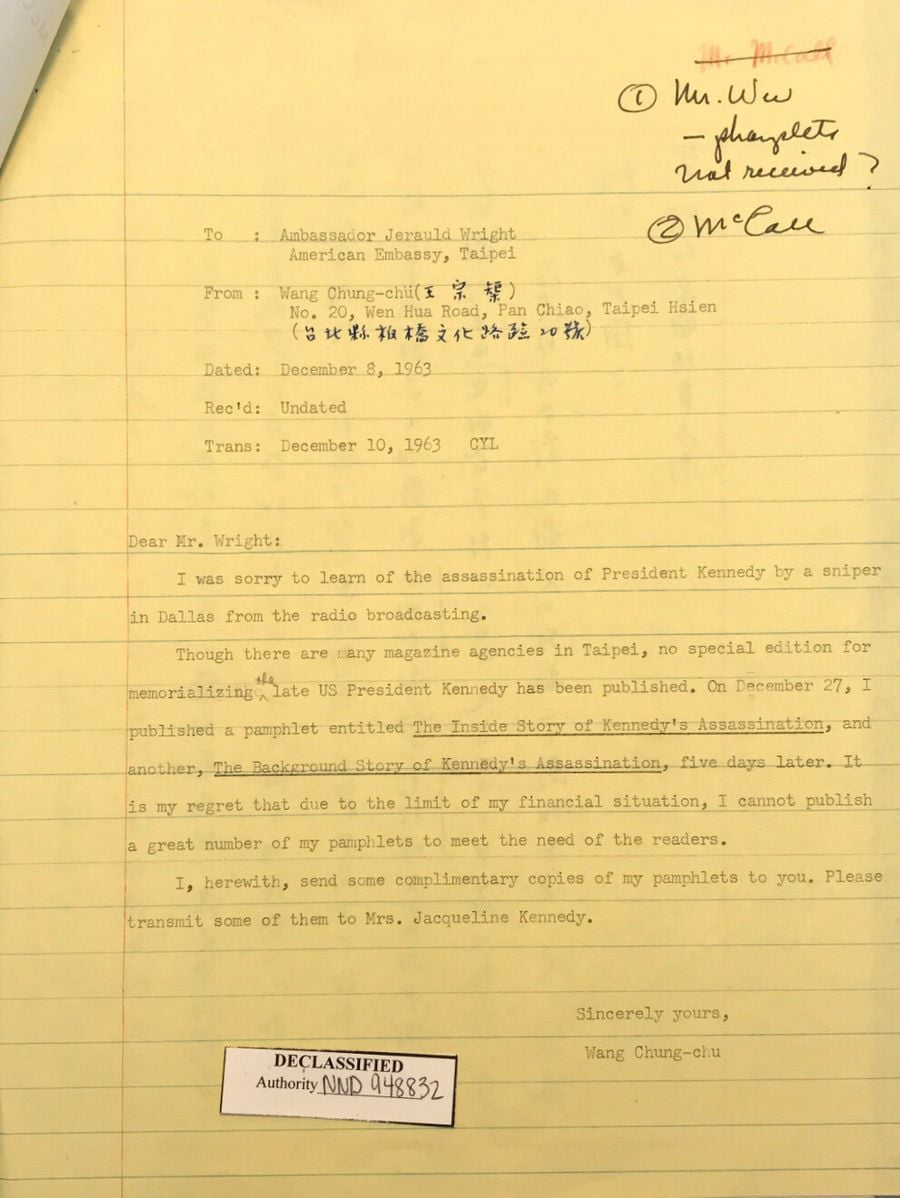 Mr. McCall
① Mr. Wu
— pamphlets
not received?
② McCall
To : Ambassador Jerauld Wright
American Embassy, Taipei
From : Wang Chung-chü(王宗榘)
No. 20, Wen Hua Road, Pan Chiao, Taipei Hsien
(台北縣板橋文化路 20號)
Dated: December 8, 1963
Rec'd: Undated
Trans: December 10, 1963 CYL
Dear Mr. Wright:
I was sorry to learn of the assassination of President Kennedy by a sniper
in Dallas from the radio broadcasting.
Though there are many magazine agencies in Taipei, no special edition for
memorializing the late US President Kennedy has been published. On December 27, I
published a pamphlet entitled The Inside Story of Kennedy's Assassination, and
another, The Background Story of Kennedy's Assassination, five days later. It
is my regret that due to the limit of my financial situation, I cannot publish
a great number of my pamphlets to meet the need of the readers.
I, herewith, send some complimentary copies of my pamphlets to you. Please
transmit some of them to Mrs. Jacqueline Kennedy.
Sincerely yours,
Wang Chung-chu
DECLASSIFIED
Authority NND 948832